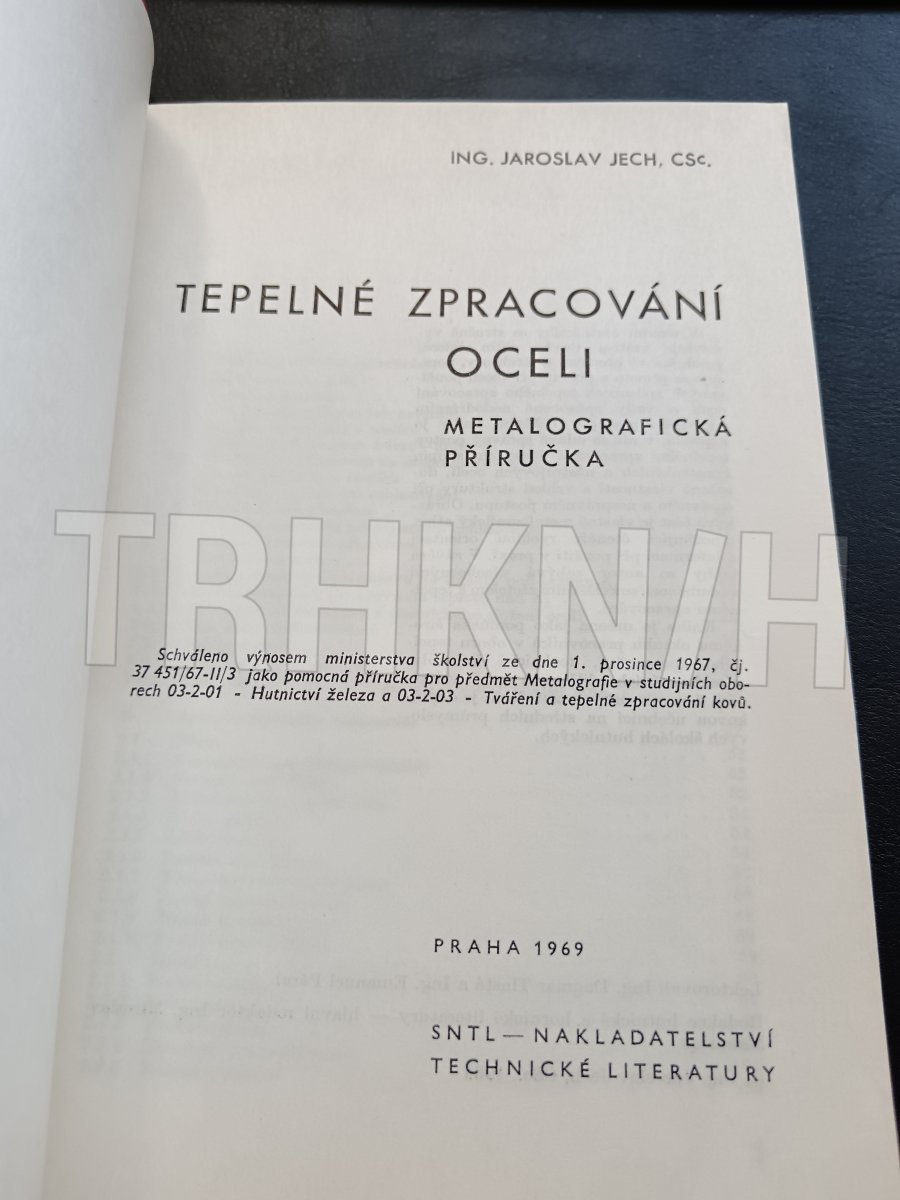 ING. JAROSLAV JECH, CSc.
TEPELNÉ ZPRACOVÁNÍ
OCELI
METALOGRAFICKÁ
PŘÍRUČKA
TRHKNIH
Schváleno výnosem ministerstva školství ze dne 1. prosince 1967, čj.
37 451/67-II/3 jako pomocná příručka pro předmět Metalografie v studijních obo-
rech 03-2-01 - Hutnictví železa a 03-2-03 - Tváření a tepelné zpracování kovů.
PRAHA 1969
SNTL — NAKLADATELSTVÍ
TECHNICKÉ LITERATURY